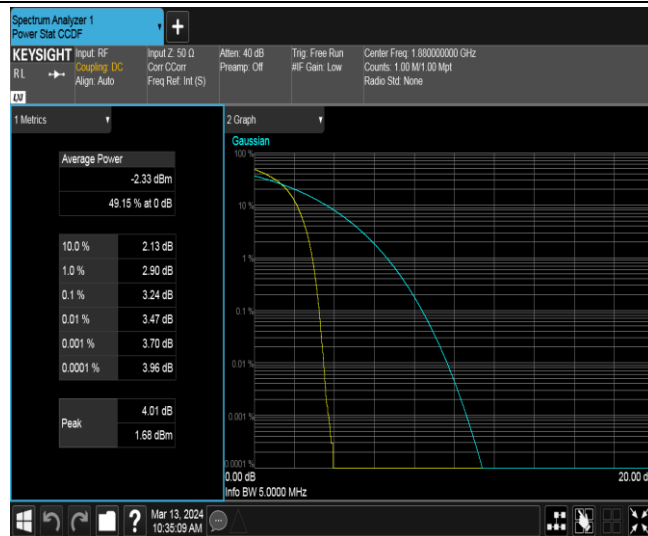 Spectrum Analyzer 1
Power Stat CCDF
+
KEYSIGHT
RL
LXI
Input: RF
Coupling: DC
Align: Auto
Input Z: 50 Ω
Corr CCorr
Freq Ref: Int (S)
Atten: 40 dB
Preamp: Off
Trig: Free Run
#IF Gain: Low
Center Freq: 1.880000000 GHz
Counts: 1.00 M/1.00 Mpt
Radio Std: None
1 Metrics
Average Power
-2.33 dBm
49.15 % at 0 dB
10.0 % 2.13 dB
1.0 % 2.90 dB
0.1 % 3.24 dB
0.01 % 3.47 dB
0.001 % 3.70 dB
0.0001 % 3.96 dB
Peak
4.01 dB
1.68 dBm
2 Graph
Gaussian
100 %
10 %
1 %
0.1 %
0.01 %
0.001 %
0.0001 %
0.00 dB
20.00 d
Info BW 5.0000 MHz
?
Mar 13, 2024
10:35:09 AM